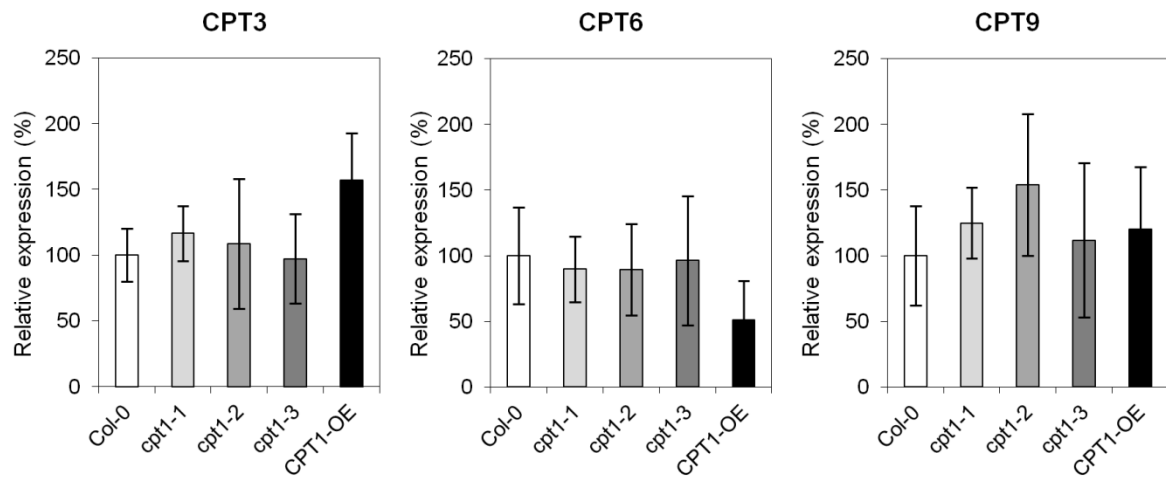 CPT3
Relative expression (%)
250
200
150
100
50
0
Col-0
cpt1-1
cpt1-2
cpt1-3
CPT1-OE
CPT6
Relative expression (%)
250
200
150
100
50
0
Col-0
cpt1-1
cpt1-2
cpt1-3
CPT1-OE
CPT9
Relative expression (%)
250
200
150
100
50
0
Col-0
cpt1-1
cpt1-2
cpt1-3
CPT1-OE